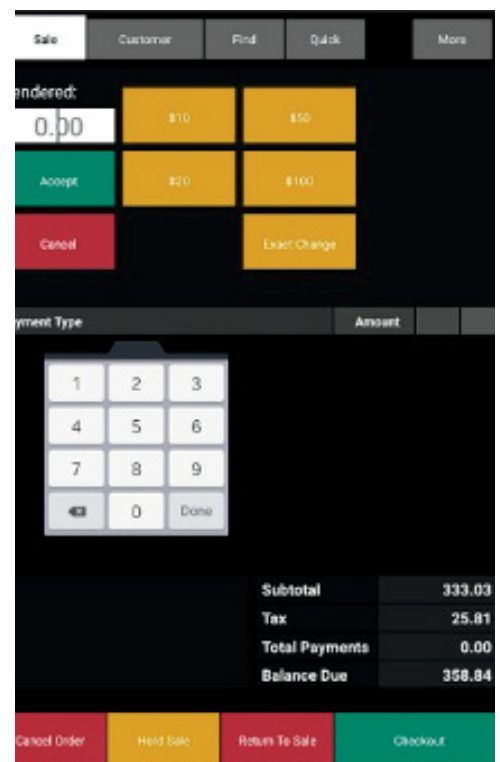 Sale Customer Find Quick More
endered:
0.00
$10 $50
Accept $20 $100
Cancel Exact Change
yment Type Amount
1 2 3
4 5 6
7 8 9
0 Done
Subtotal 333.03
Tax 25.81
Total Payments 0.00
Balance Due 358.84
Cancel Order Hold Sale Return To Sale Checkout